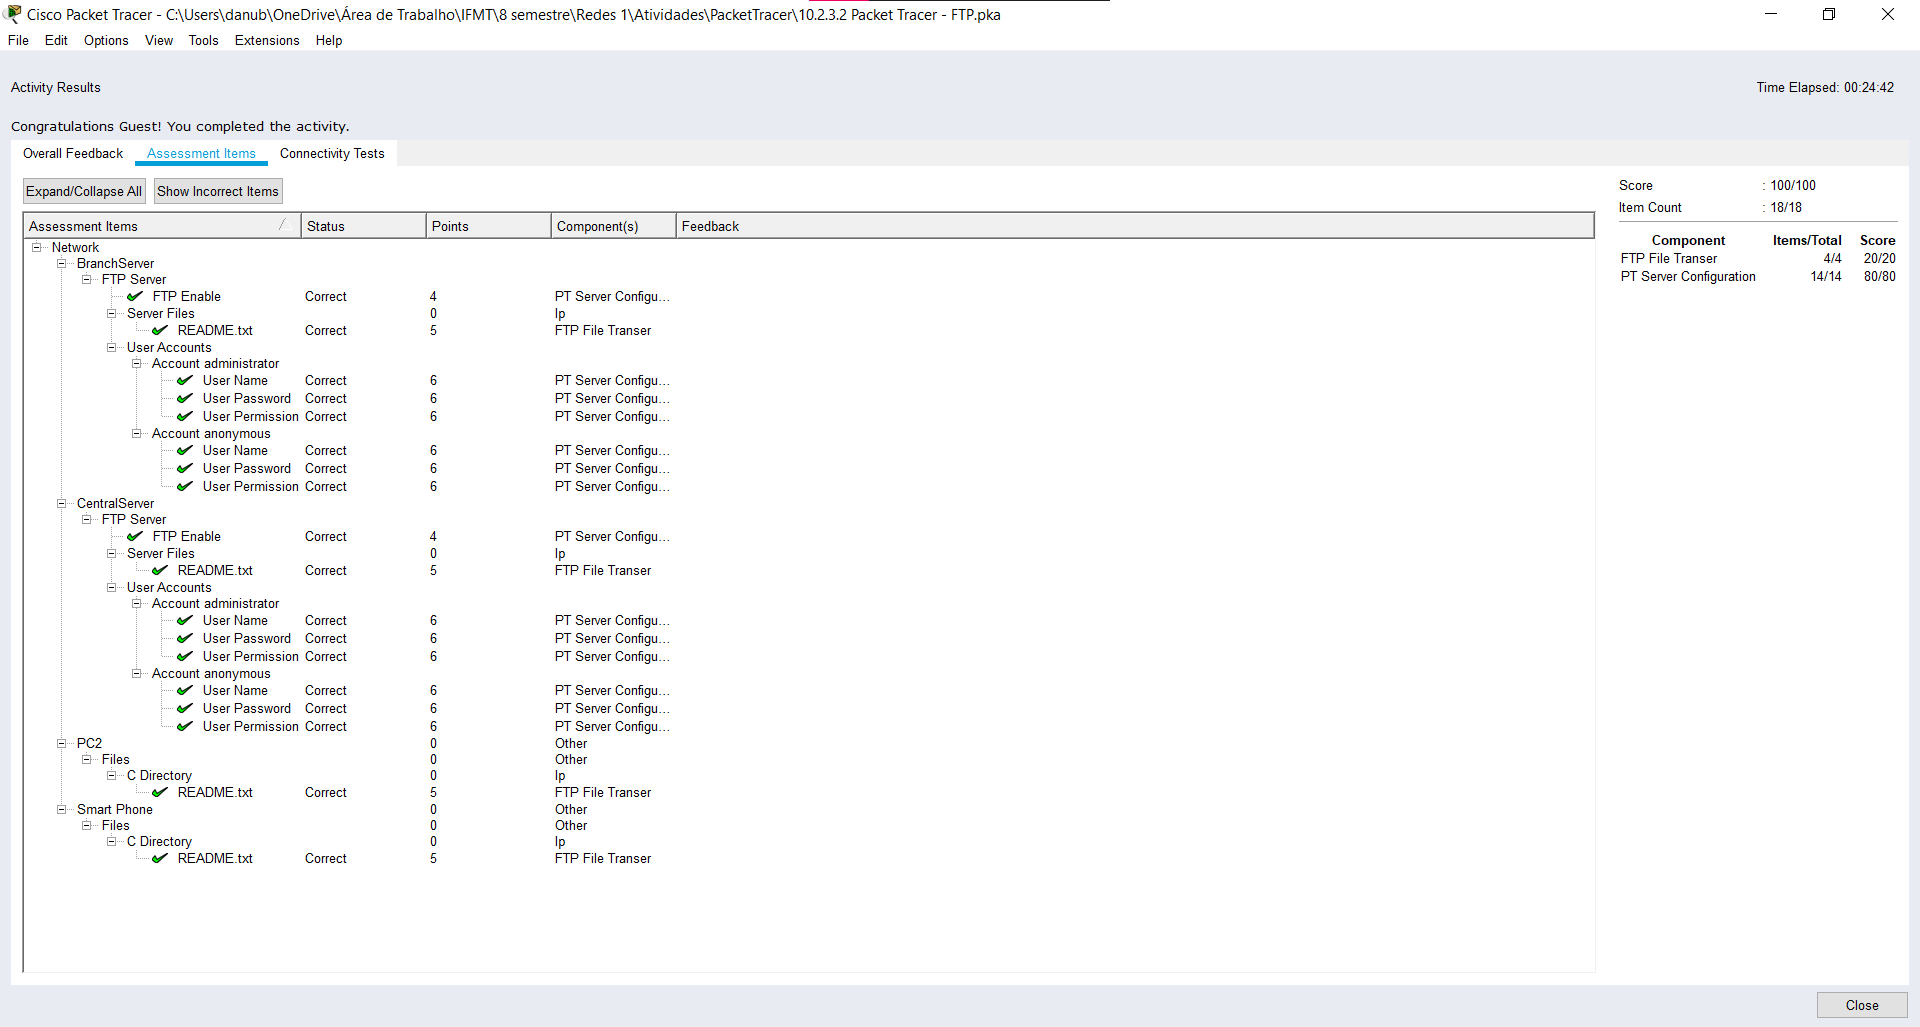 Cisco Packet Tracer - C:\Users\danub\OneDrive\Área de Trabalho\IFMT\8 semestre\Redes 1\Atividades\PacketTracer\10.2.3.2 Packet Tracer - FTP.pka
File Edit Options View Tools Extensions Help
Activity Results Time Elapsed: 00:24:42
Congratulations Guest! You completed the activity.
Overall Feedback Assessment Items Connectivity Tests
Expand/Collapse All Show Incorrect Items
Assessment Items Status Points Component(s) Feedback
Network
BranchServer
FTP Server
FTP Enable Correct 4 PT Server Configu...
Server Files 0 Ip
README.txt Correct 5 FTP File Transer
User Accounts
Account administrator
User Name Correct 6 PT Server Configu...
User Password Correct 6 PT Server Configu...
User Permission Correct 6 PT Server Configu...
Account anonymous
User Name Correct 6 PT Server Configu...
User Password Correct 6 PT Server Configu...
User Permission Correct 6 PT Server Configu...
CentralServer
FTP Server
FTP Enable Correct 4 PT Server Configu...
Server Files 0 Ip
README.txt Correct 5 FTP File Transer
User Accounts
Account administrator
User Name Correct 6 PT Server Configu...
User Password Correct 6 PT Server Configu...
User Permission Correct 6 PT Server Configu...
Account anonymous
User Name Correct 6 PT Server Configu...
User Password Correct 6 PT Server Configu...
User Permission Correct 6 PT Server Configu...
PC2 0 Other
Files 0 Other
C Directory 0 Ip
README.txt Correct 5 FTP File Transer
Smart Phone 0 Other
Files 0 Other
C Directory 0 Ip
README.txt Correct 5 FTP File Transer
Score : 100/100
Item Count : 18/18
Component Items/Total Score
FTP File Transer 4/4 20/20
PT Server Configuration 14/14 80/80
Close